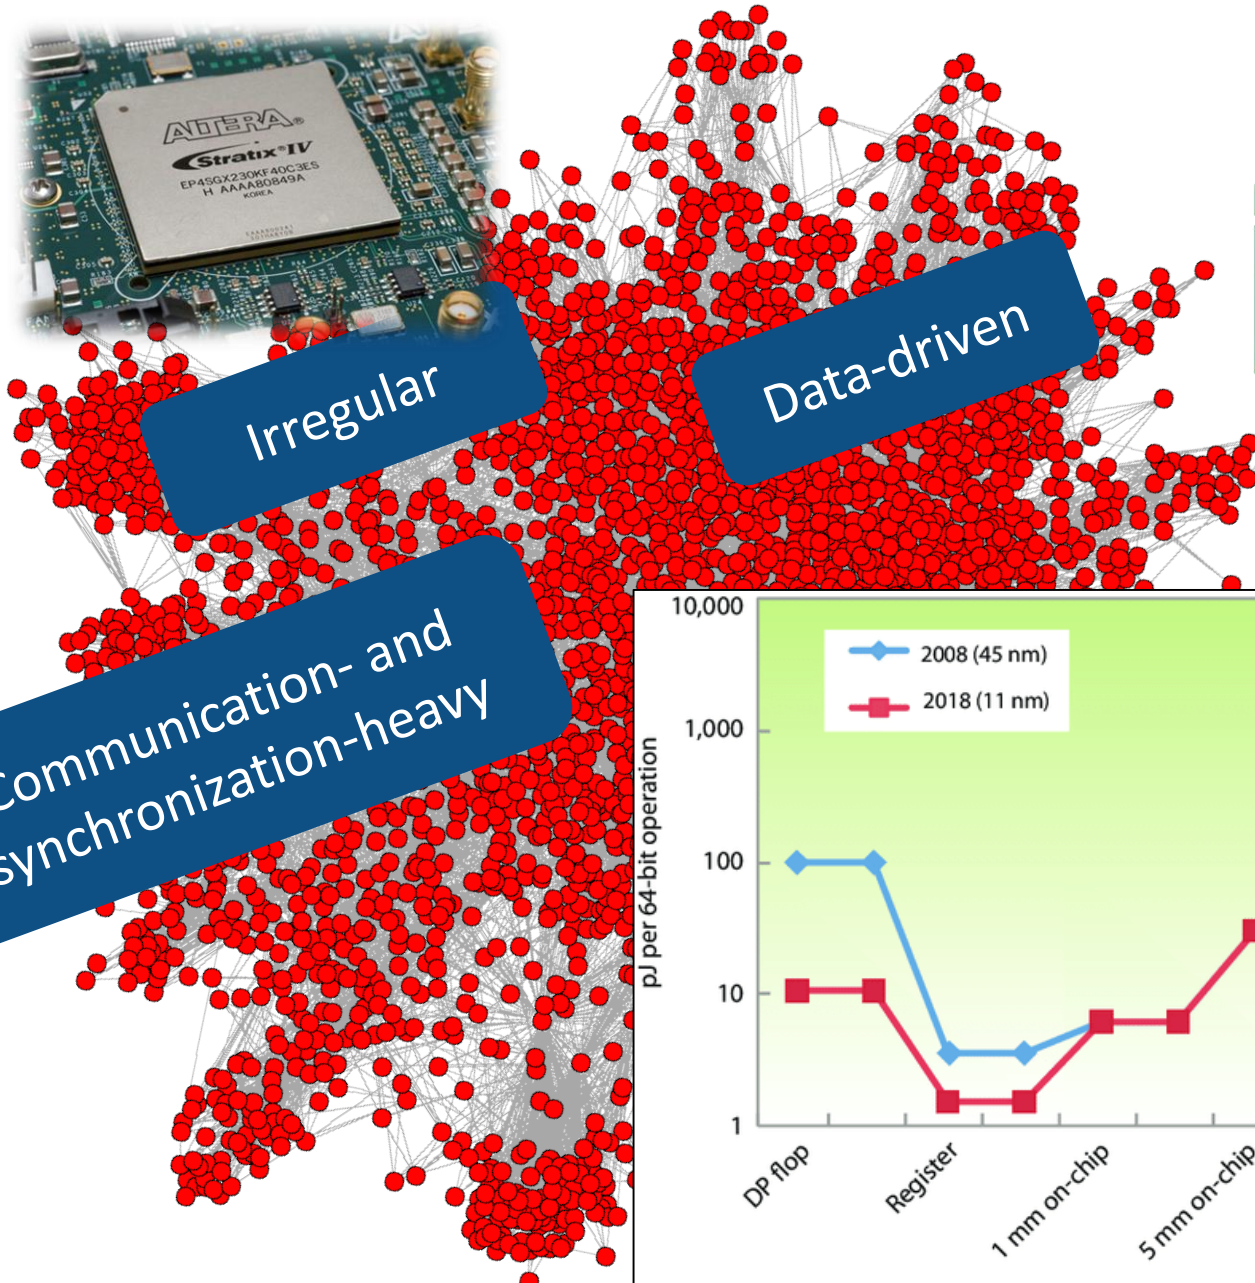 ALTERA®
Stratix® IV
EP4SGX230KF40C3ES
H AAAA80849A
KOREA
Irregular
Data-driven
Communication- and
synchronization-heavy
10,000
1,000
100
10
1
pJ per 64-bit operation
2008 (45 nm)
2018 (11 nm)
DP flop
Register
1 mm on-chip
5 mm on-chip